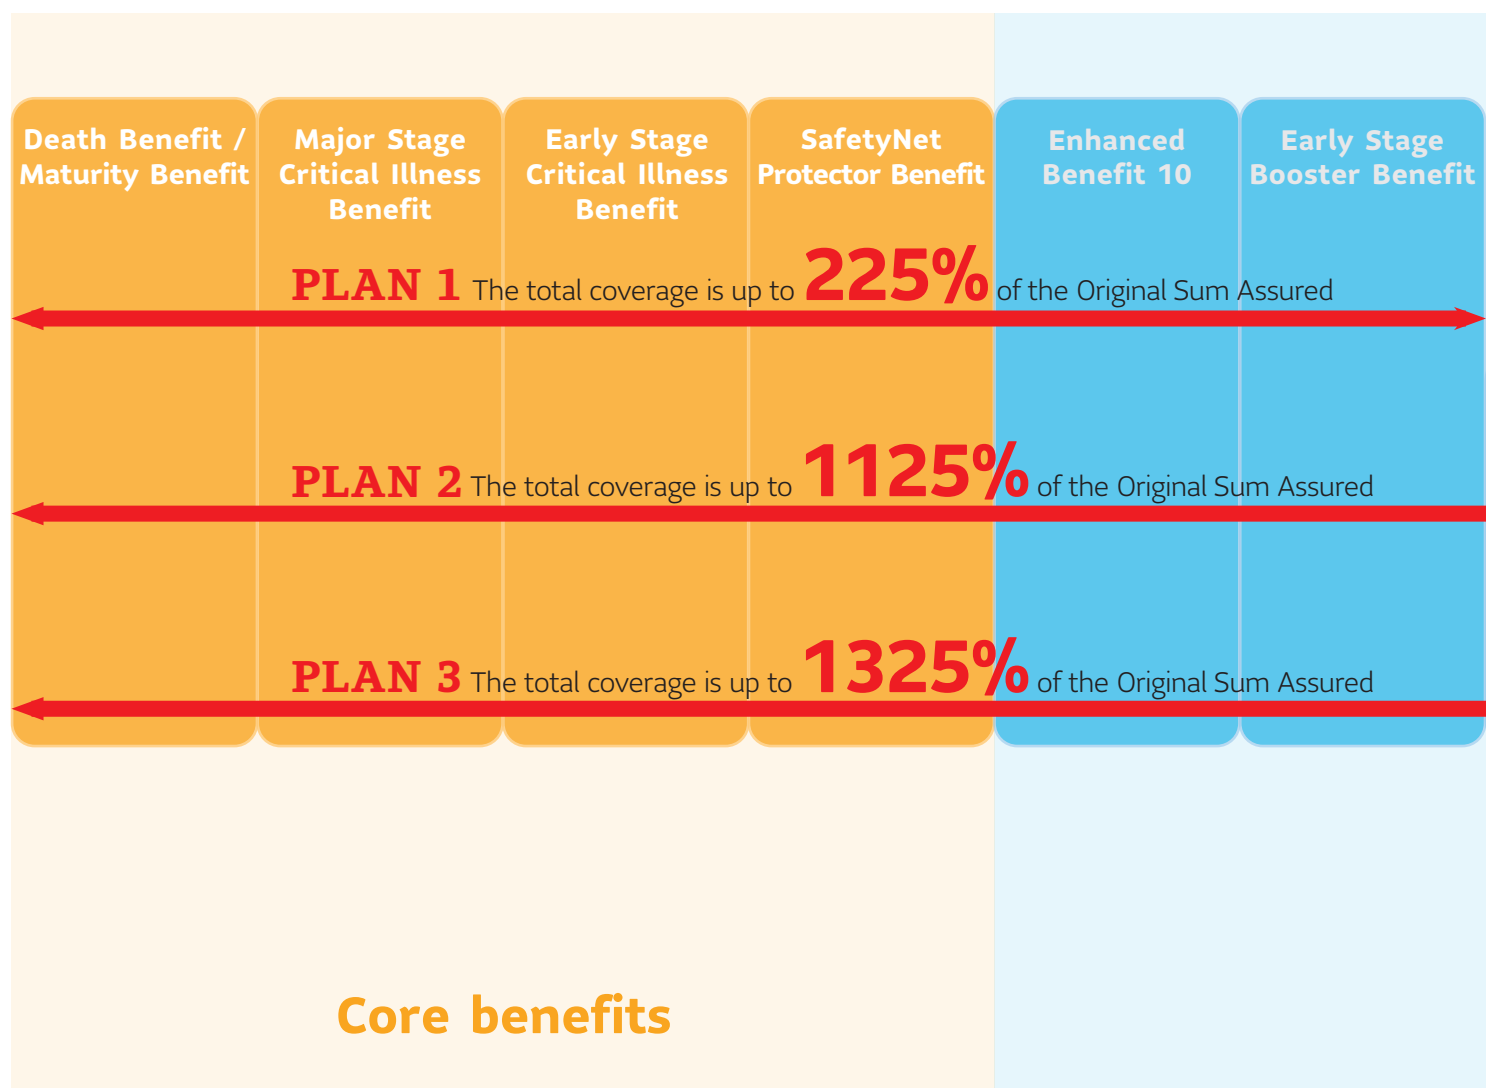 Death Benefit /
Maturity Benefit
Major Stage
Critical Illness
Benefit
Early Stage
Critical Illness
Benefit
SafetyNet
Protector Benefit
Enhanced
Benefit 10
Early Stage
Booster Benefit
PLAN 1 The total coverage is up to 225% of the Original Sum Assured
PLAN 2 The total coverage is up to 1125% of the Original Sum Assured
PLAN 3 The total coverage is up to 1325% of the Original Sum Assured
Core benefits